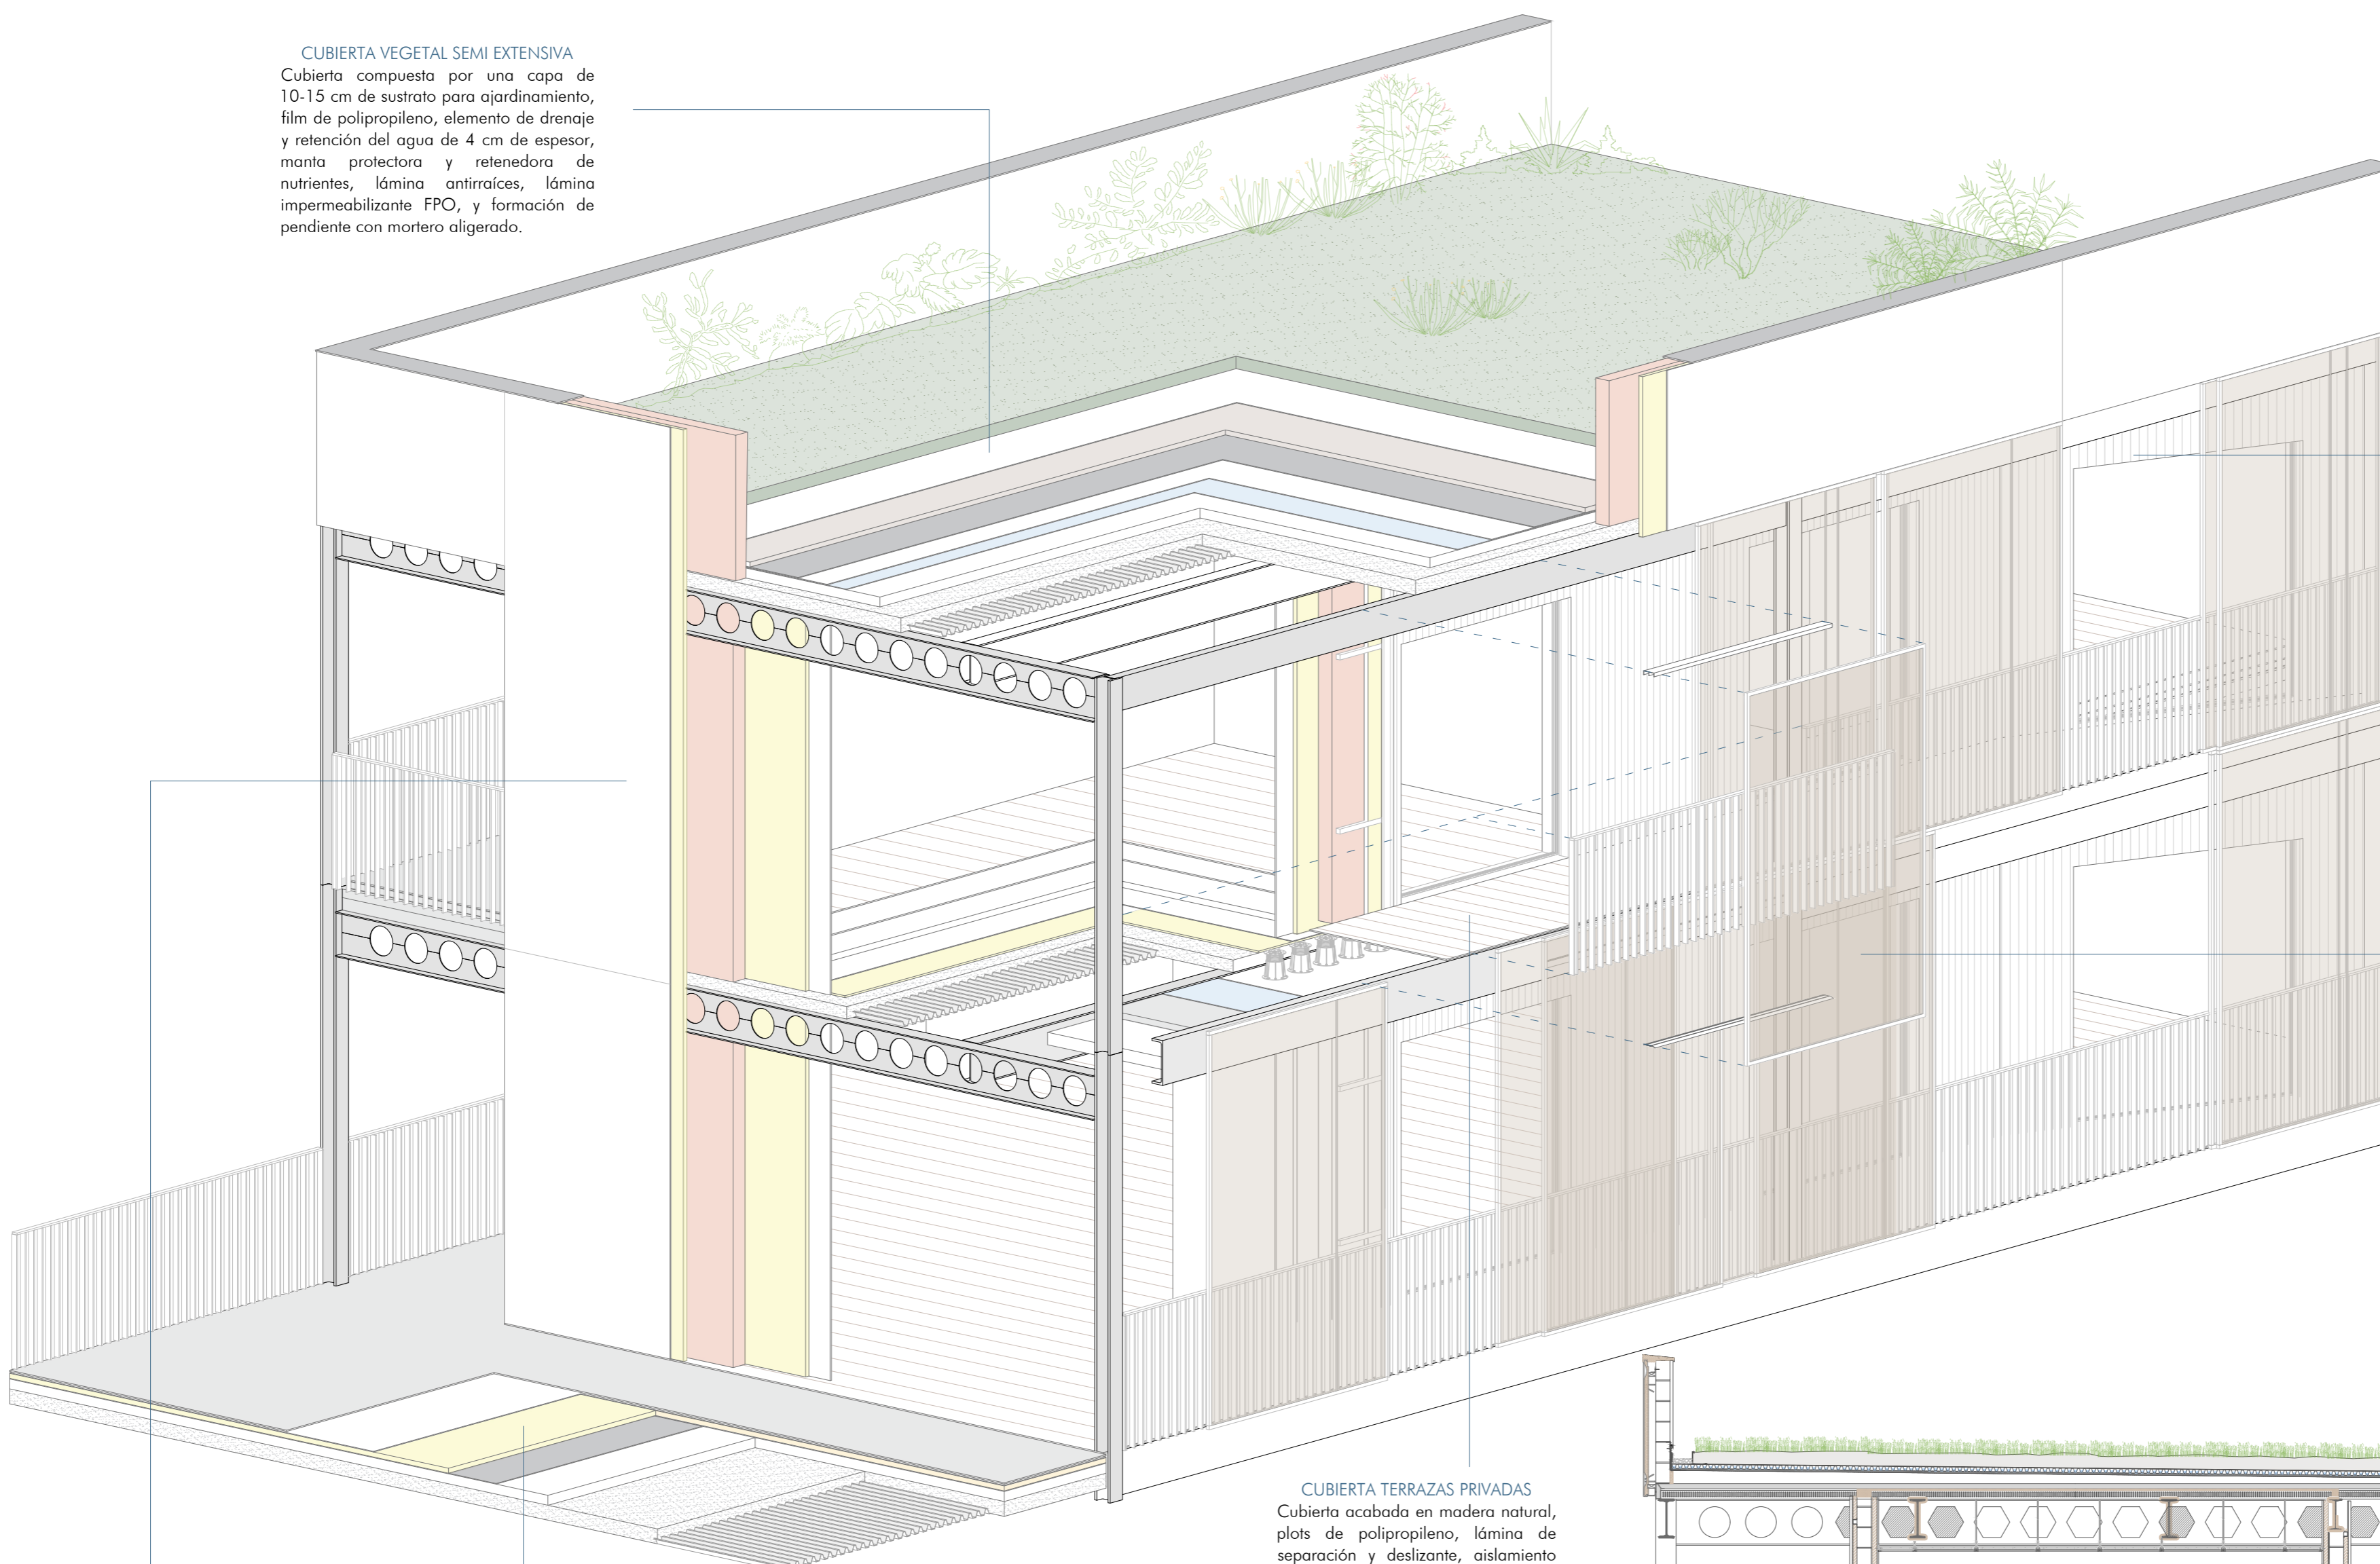 CUBIERTA VEGETAL SEMI EXTENSIVA
Cubierta compuesta por una capa de
10-15 cm de sustrato para ajardinamiento,
film de polipropileno, elemento de drenaje
y retención del agua de 4 cm de espesor,
manta protectora y retenedora de
nutrientes, lámina antirraíces, lámina
impermeabilizante FPO, y formación de
pendiente con mortero aligerado.
CUBIERTA TERRAZAS PRIVADAS
Cubierta acabada en madera natural,
plots de polipropileno, lámina de
separación y deslizante, aislamiento